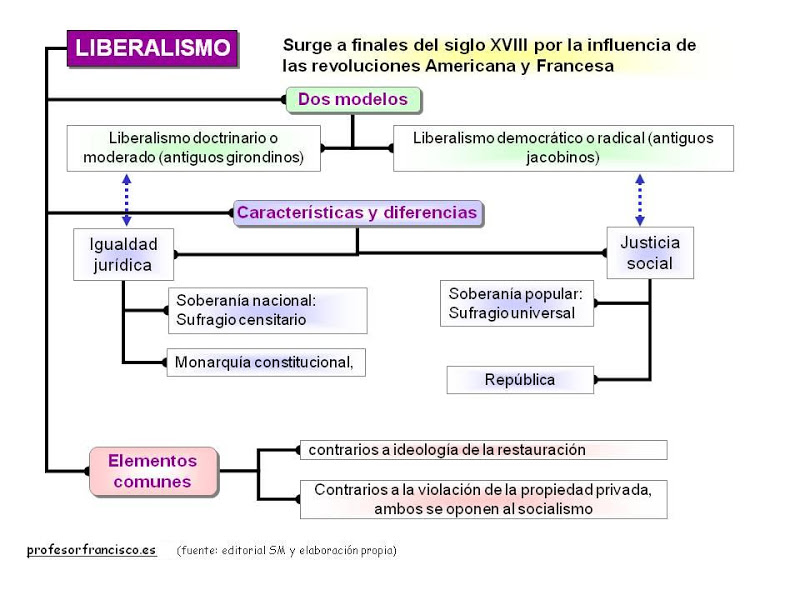 LIBERALISMO
Surge a finales del siglo XVIII por la influencia de
las revoluciones Americana y Francesa
Dos modelos
Liberalismo doctrinario o
moderado (antiguos girondinos)
Liberalismo democrático o radical (antiguos
jacobinos)
Características y diferencias
Igualdad
jurídica
Justicia
social
Soberanía nacional:
Sufragio censitario
Soberanía popular:
Sufragio universal
Monarquía constitucional,
República
Elementos
comunes
contrarios a ideología de la restauración
Contrarios a la violación de la propiedad privada,
ambos se oponen al socialismo
profesorfrancisco.es (fuente: editorial SM y elaboración propia)